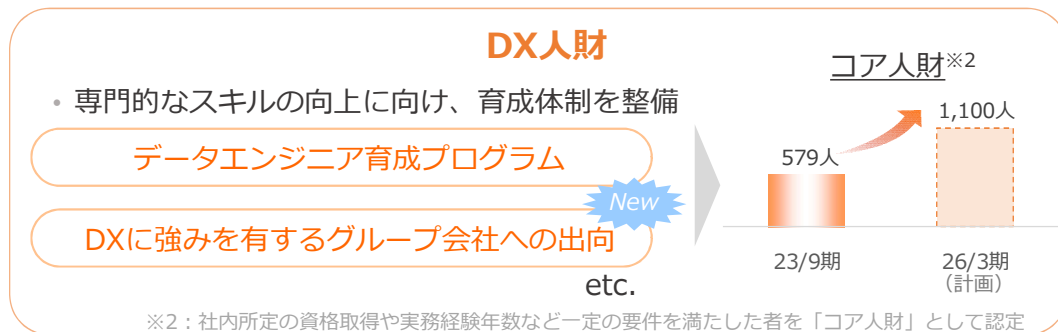 DX人財
• 専門的なスキルの向上に向け、育成体制を整備
データエンジニア育成プログラム
New
DXに強みを有するグループ会社への出向
etc.
コア人財※2
1,100人
579人
23/9期
26/3期
（計画）
※2：社内所定の資格取得や実務経験年数など一定の要件を満たした者を「コア人財」として認定